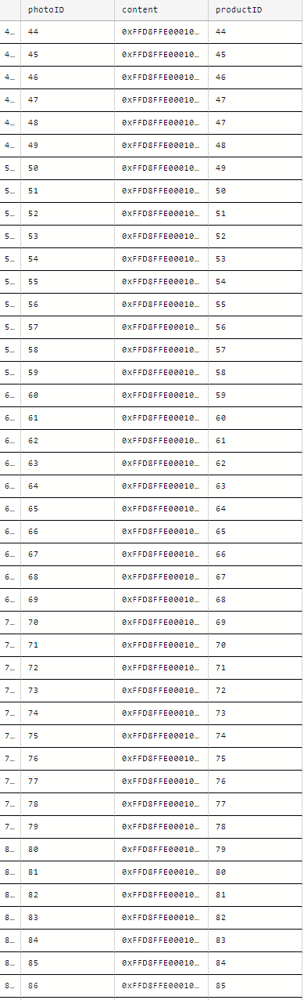 photoID content productID
4… 44 0xFFD8FFE00010… 44
4… 45 0xFFD8FFE00010… 45
4… 46 0xFFD8FFE00010… 46
4… 47 0xFFD8FFE00010… 47
4… 48 0xFFD8FFE00010… 47
4… 49 0xFFD8FFE00010… 48
5… 50 0xFFD8FFE00010… 49
5… 51 0xFFD8FFE00010… 50
5… 52 0xFFD8FFE00010… 51
5… 53 0xFFD8FFE00010… 52
5… 54 0xFFD8FFE00010… 53
5… 55 0xFFD8FFE00010… 54
5… 56 0xFFD8FFE00010… 55
5… 57 0xFFD8FFE00010… 56
5… 58 0xFFD8FFE00010… 57
5… 59 0xFFD8FFE00010… 58
6… 60 0xFFD8FFE00010… 59
6… 61 0xFFD8FFE00010… 60
6… 62 0xFFD8FFE00010… 61
6… 63 0xFFD8FFE00010… 62
6… 64 0xFFD8FFE00010… 63
6… 65 0xFFD8FFE00010… 64
6… 66 0xFFD8FFE00010… 65
6… 67 0xFFD8FFE00010… 66
6… 68 0xFFD8FFE00010… 67
6… 69 0xFFD8FFE00010… 68
7… 70 0xFFD8FFE00010… 69
7… 71 0xFFD8FFE00010… 70
7… 72 0xFFD8FFE00010… 71
7… 73 0xFFD8FFE00010… 72
7… 74 0xFFD8FFE00010… 73
7… 75 0xFFD8FFE00010… 74
7… 76 0xFFD8FFE00010… 75
7… 77 0xFFD8FFE00010… 76
7… 78 0xFFD8FFE00010… 77
7… 79 0xFFD8FFE00010… 78
8… 80 0xFFD8FFE00010… 79
8… 81 0xFFD8FFE00010… 80
8… 82 0xFFD8FFE00010… 81
8… 83 0xFFD8FFE00010… 82
8… 84 0xFFD8FFE00010… 83
8… 85 0xFFD8FFE00010… 84
8… 86 0xFFD8FFE00010… 85